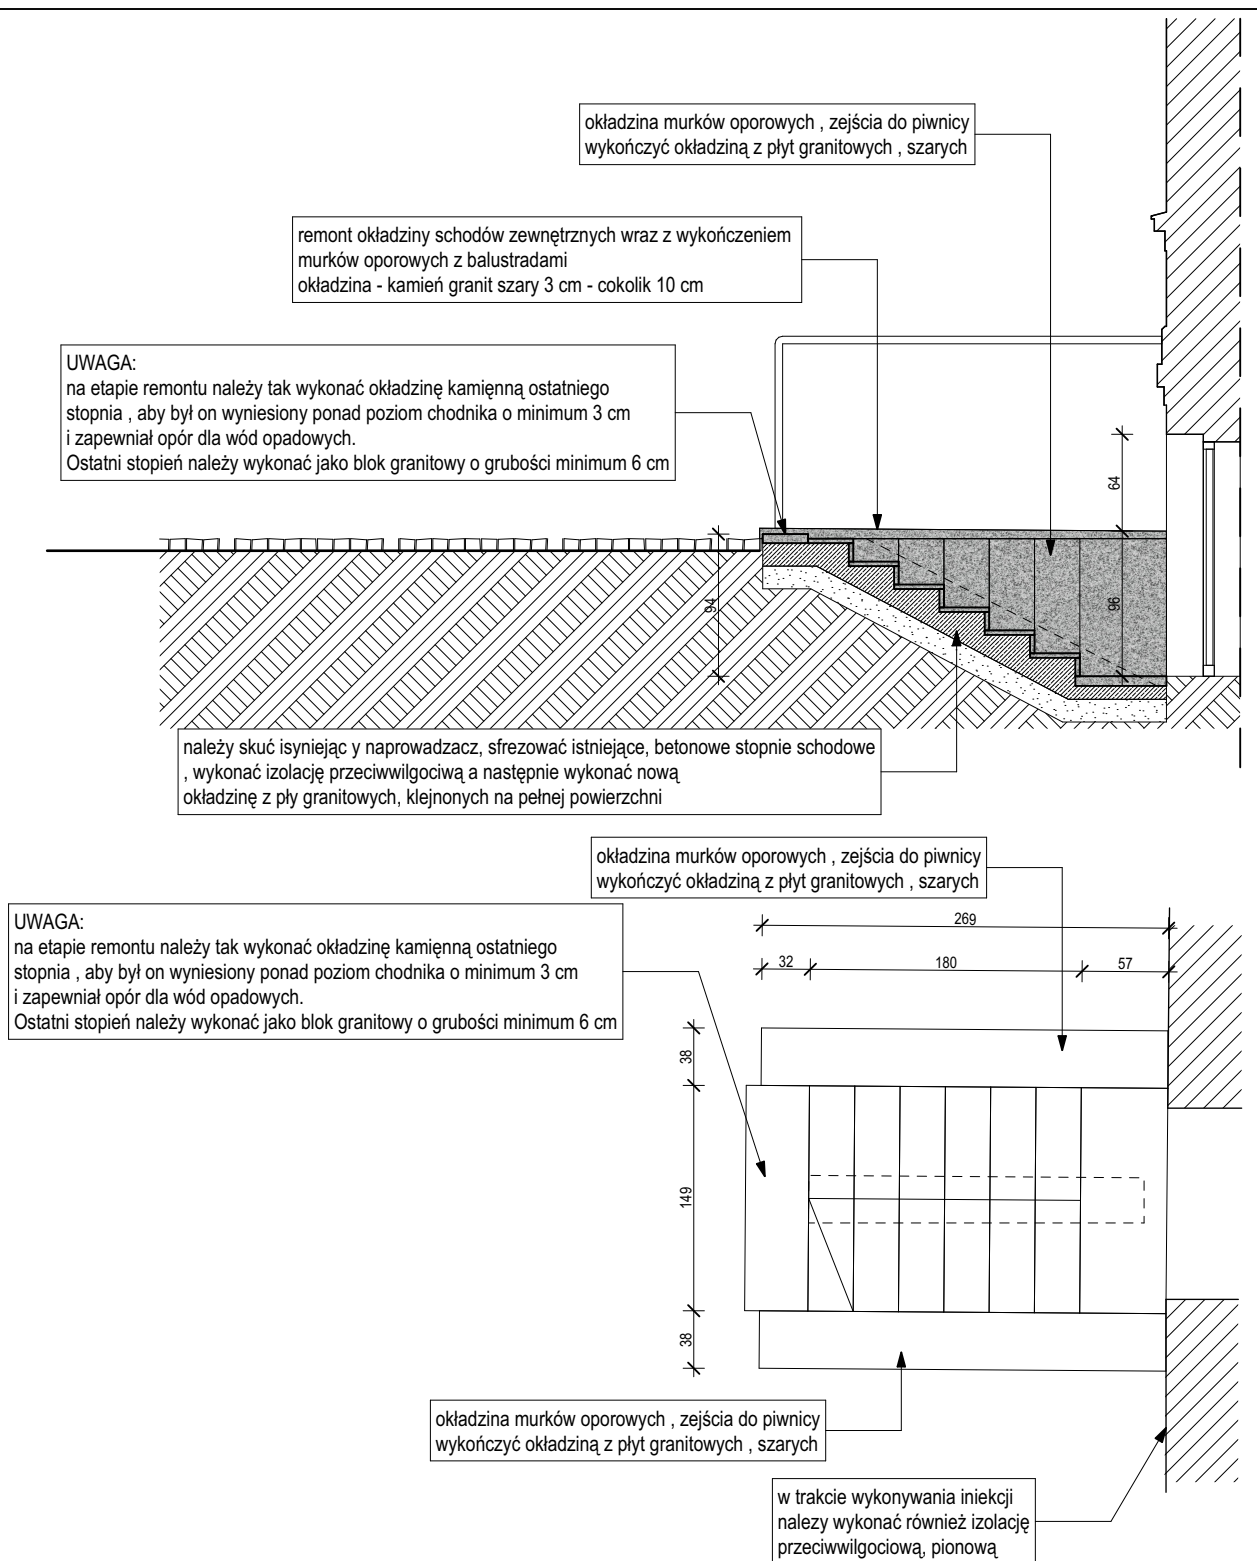 okładzina murków oporowych , zejścia do piwnicy
wykończyć okładziną z płyt granitowych , szarych
remont okładziny schodów zewnętrznych wraz z wykończeniem
murków oporowych z balustradami
okładzina - kamień granit szary 3 cm - cokolik 10 cm
UWAGA:
na etapie remontu należy tak wykonać okładzinę kamięnną ostatniego
stopnia , aby był on wyniesiony ponad poziom chodnika o minimum 3 cm
i zapewniał opór dla wód opadowych.
Ostatni stopień należy wykonać jako blok granitowy o grubości minimum 6 cm
64
94
96
należy skuć isyniejąc y naprowadzacz, sfrezować istniejące, betonowe stopnie schodowe
, wykonać izolację przeciwwilgociwą a następnie wykonać nową
okładzinę z pły granitowych, klejnonych na pełnej powierzchni
okładzina murków oporowych , zejścia do piwnicy
wykończyć okładziną z płyt granitowych , szarych
UWAGA:
na etapie remontu należy tak wykonać okładzinę kamięnną ostatniego
stopnia , aby był on wyniesiony ponad poziom chodnika o minimum 3 cm
i zapewniał opór dla wód opadowych.
Ostatni stopień należy wykonać jako blok granitowy o grubości minimum 6 cm
269
32
180
57
38
149
38
okładzina murków oporowych , zejścia do piwnicy
wykończyć okładziną z płyt granitowych , szarych
w trakcie wykonywania iniekcji
nalezy wykonać również izolację
przeciwwilgociową, pionową